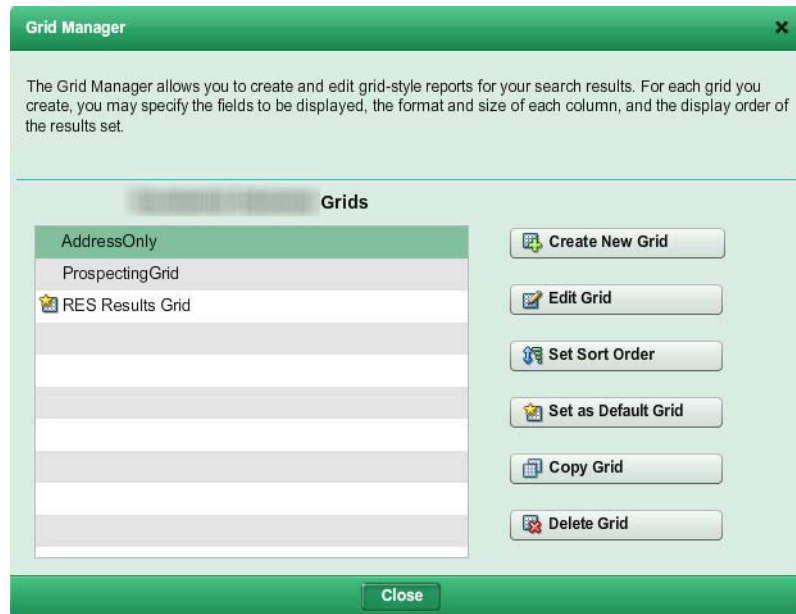 Grid Manager
The Grid Manager allows you to create and edit grid-style reports for your search results. For each grid you
create, you may specify the fields to be displayed, the format and size of each column, and the display order of
the results set.
Grids
AddressOnly
ProspectingGrid
RES Results Grid
Create New Grid
Edit Grid
Set Sort Order
Set as Default Grid
Copy Grid
Delete Grid
Close